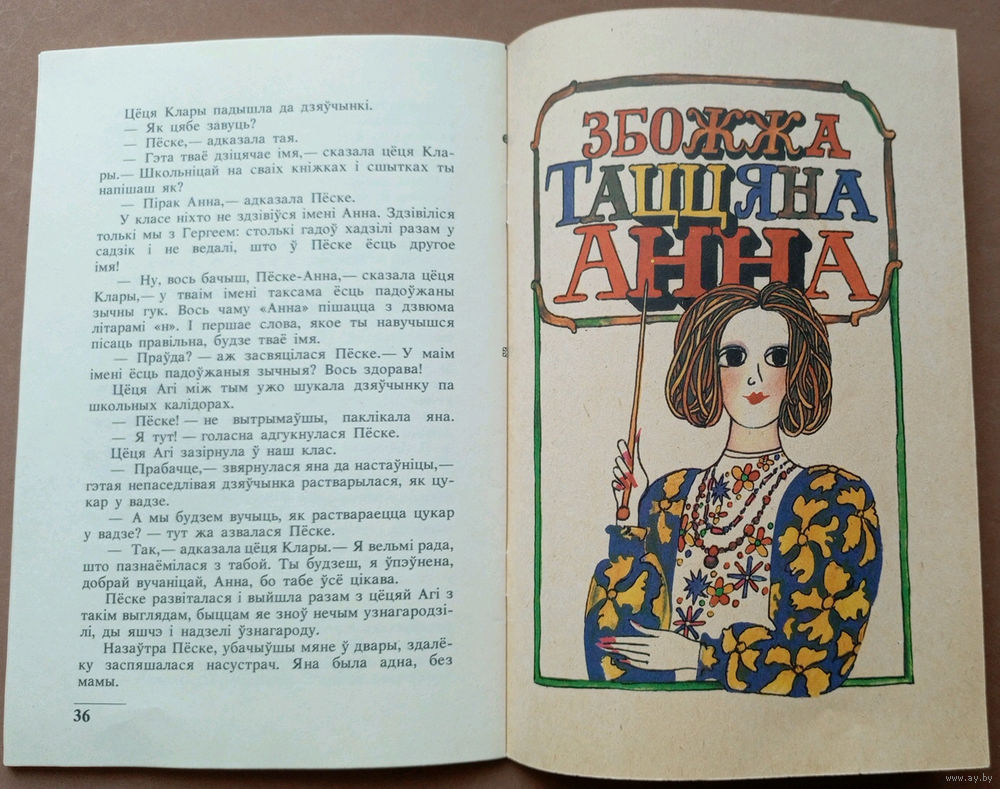 Цёця Клары падышла да дзяўчынкі.
— Як цябе завуць?
— Пёске,— адказала тая.
— Гэта тваё дзіцячае імя,— сказала цёця Кла-
ры.— Школьніцай на сваіх кніжках і сшытках ты
напішаш як?
— Пірак Анна,— адказала Пёске.
У класе ніхто не здзівіўся імені Анна. Здзівіліся
толькі мы з Гергеем: столькі гадоў хадзілі разам у
садзік і не ведалі, што ў Пёске ёсць другое
імя!
— Ну, вось бачыш, Пёске-Анна,— сказала цёця
Клары,— у тваім імені таксама ёсць падоўжаны
зычны гук. Вось чаму «Анна» пішацца з дзвюма
літарамі «н». І першае слова, якое ты навучышся
пісаць правільна, будзе тваё імя.
— Праўда? — аж засвяцілася Пёске.— У маім
імені ёсць падоўжаныя зычныя? Вось здорава!
Цёця Агі між тым ужо шукала дзяўчынку па
школьных калідорах.
— Пёске! — не вытрымаўшы, паклікала яна.
— Я тут! — голасна адгукнулася Пёске.
Цёця Агі зазірнула ў наш клас.
— Прабачце,— звярнулася яна да настаўніцы,—
гэтая непаседлівая дзяўчынка растварылася, як цу-
кар у вадзе.
— А мы будзем вучыць, як раствараецца цукар
у вадзе? — тут жа азвалася Пёске.
— Так,— адказала цёця Клары.— Я вельмі рада,
што пазнаёмілася з табой. Ты будзеш, я ўпэўнена,
добрай вучаніцай, Анна, бо табе ўсё цікава.
Пёске развіталася і выйшла разам з цёцяй Агі з
такім выглядам, быццам яе зноў нечым узнагародзі-
лі, ды яшчэ і надзелі ўзнагароду.
Назаўтра Пёске, убачыўшы мяне ў двары, здалё-
ку заспяшалася насустрач. Яна была адна, без
мамы.
36
ЗБОЖЖА
ТАЦЦЯНА
АННА
www.ay.by